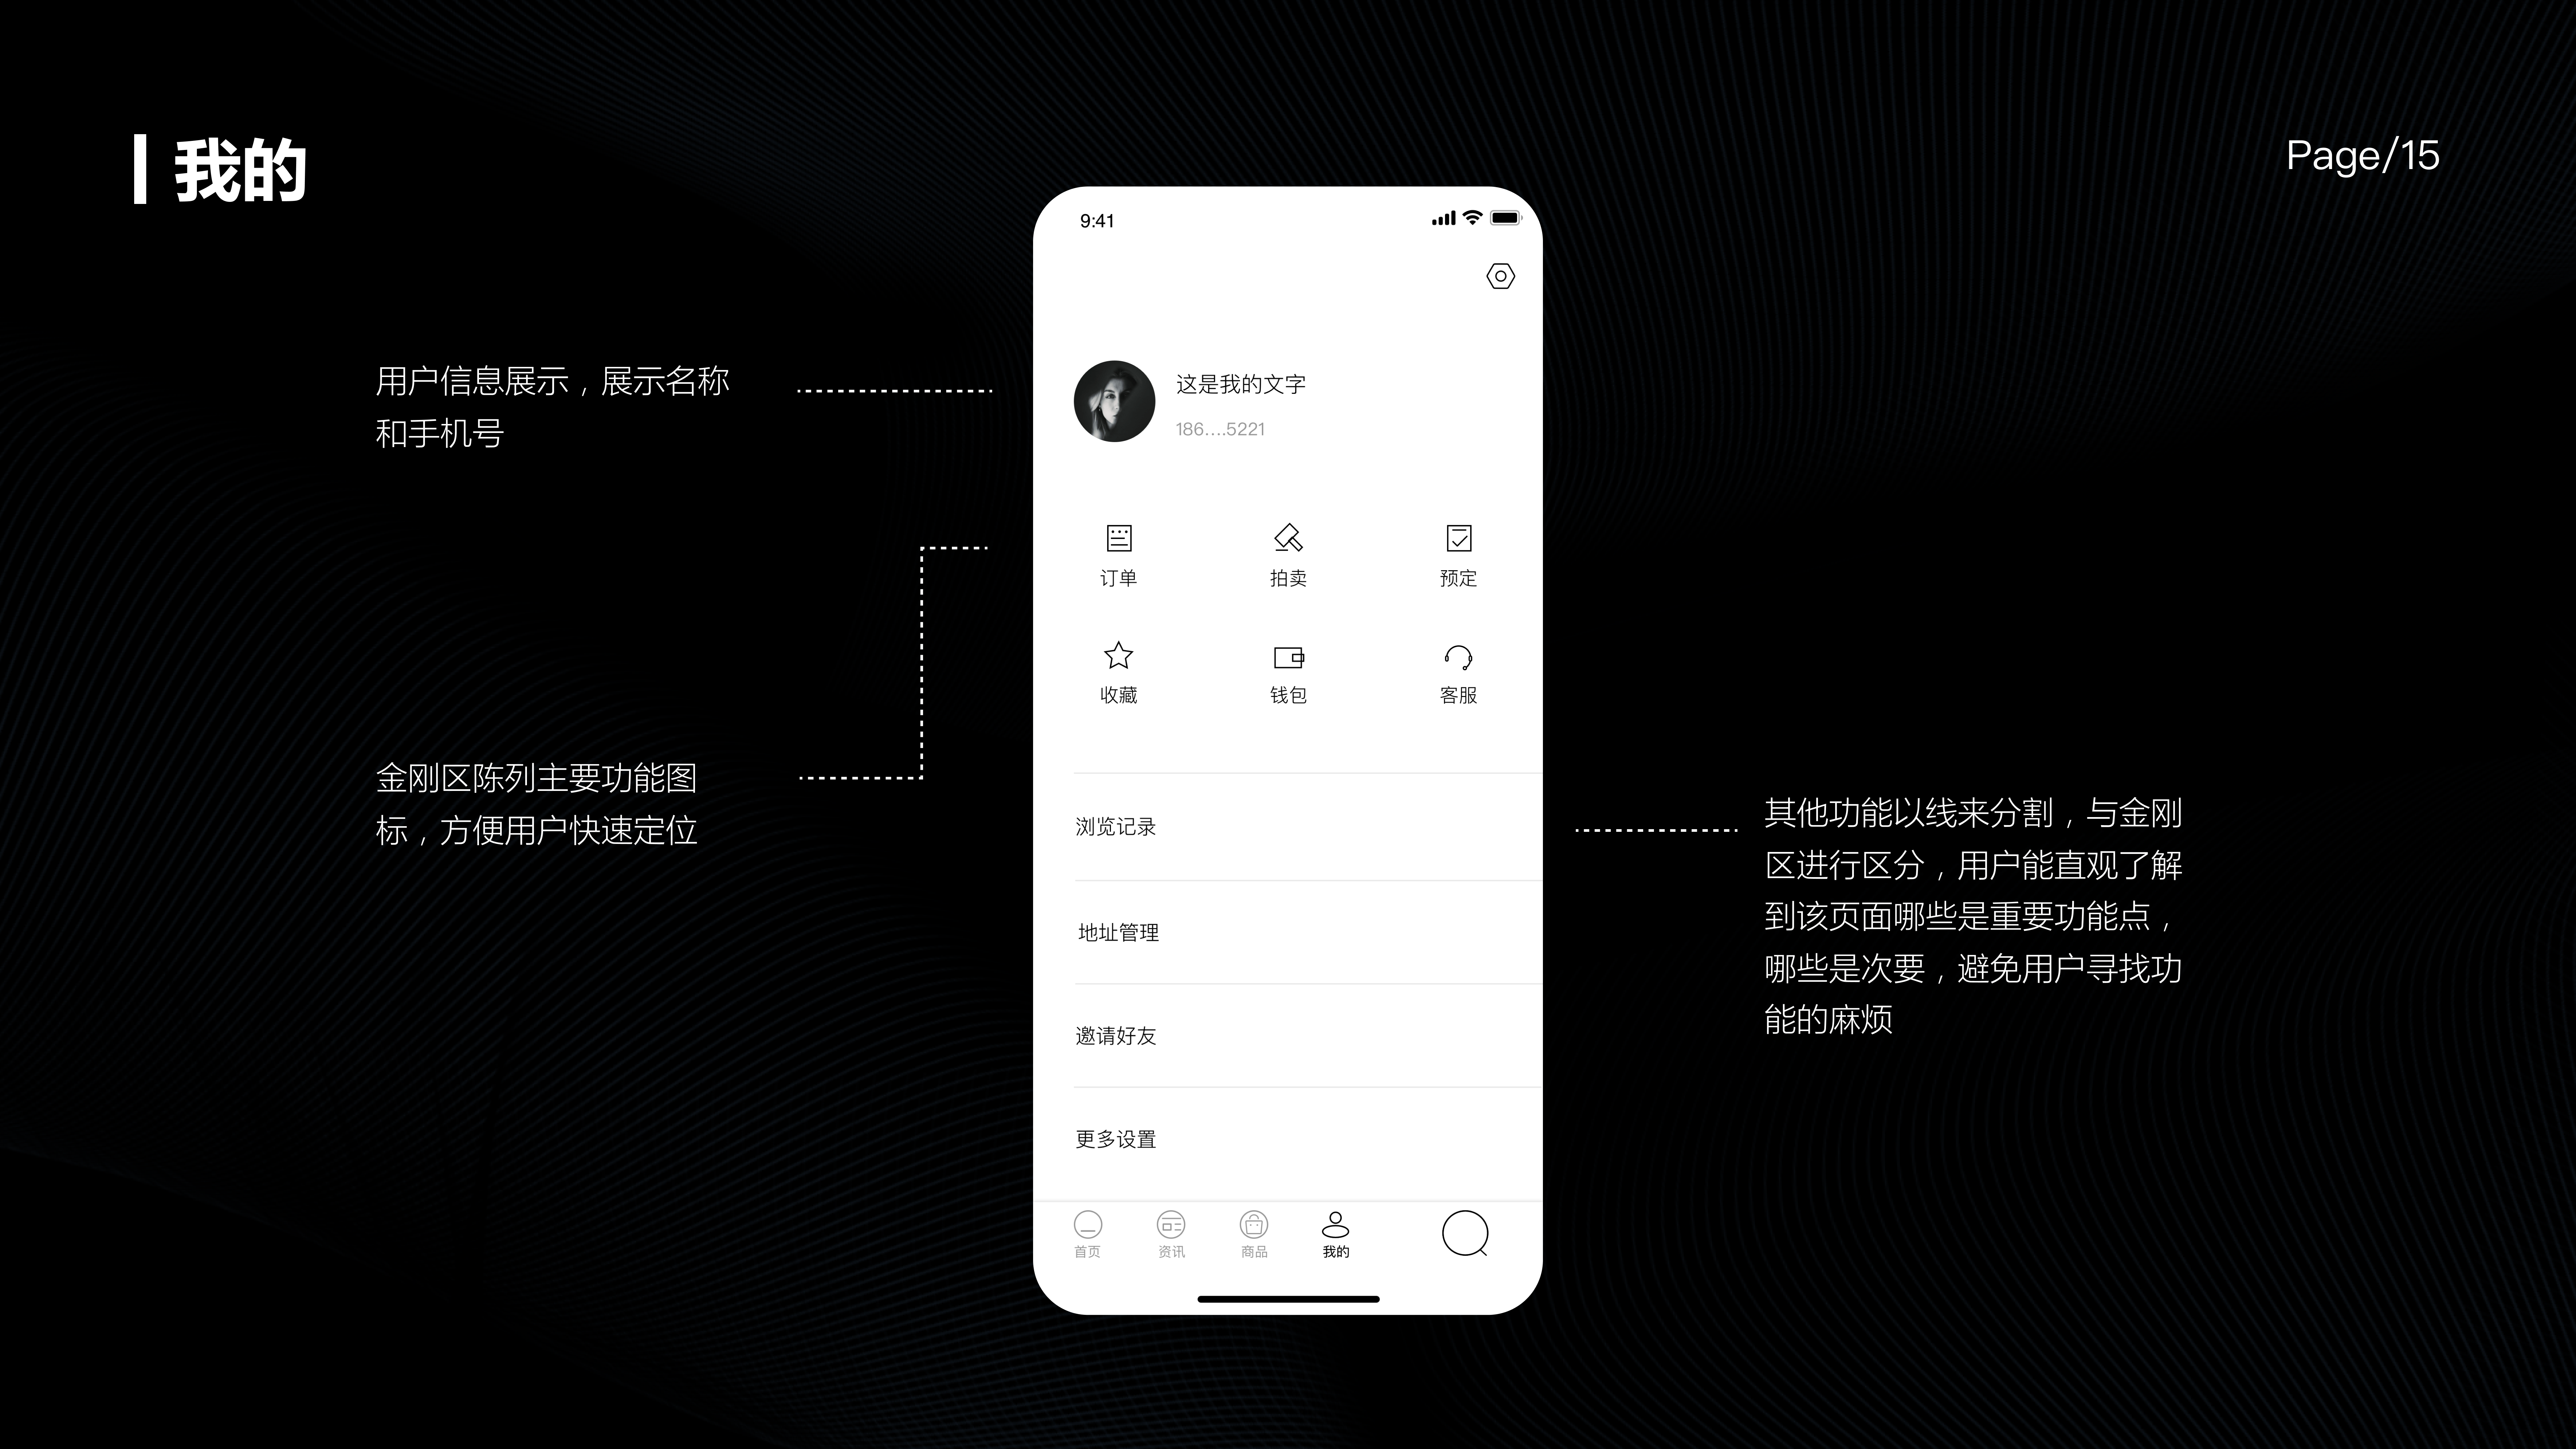 我的
Page/15
用户信息展示，展示名称
和手机号
金刚区陈列主要功能图
标，方便用户快速定位
9:41
这是我的文字
186....5221
订单
拍卖
预定
收藏
钱包
客服
浏览记录
地址管理
邀请好友
更多设置
首页
资讯
商品
我的
其他功能以线来分割，与金刚
区进行区分，用户能直观了解
到该页面哪些是重要功能点，
哪些是次要，避免用户寻找功
能的麻烦